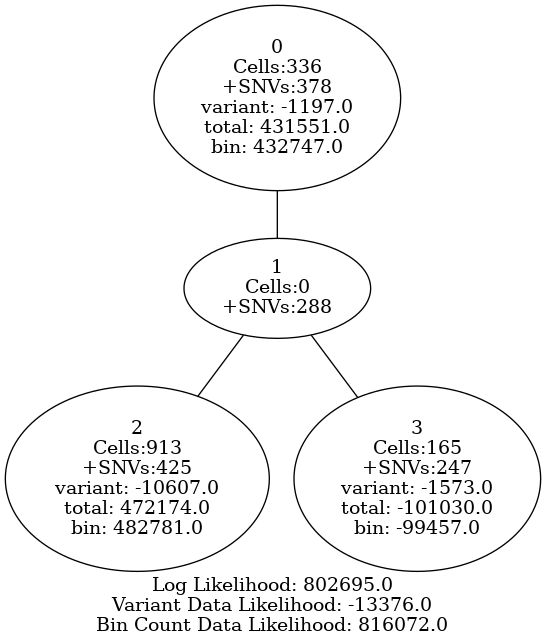 0
Cells:336
+SNVs:378
variant: -1197.0
total: 431551.0
bin: 432747.0
1
Cells:0
+SNVs:288
2
Cells:913
+SNVs:425
variant: -10607.0
total: 472174.0
bin: 482781.0
3
Cells:165
+SNVs:247
variant: -1573.0
total: -101030.0
bin: -99457.0
Log Likelihood: 802695.0
Variant Data Likelihood: -13376.0
Bin Count Data Likelihood: 816072.0